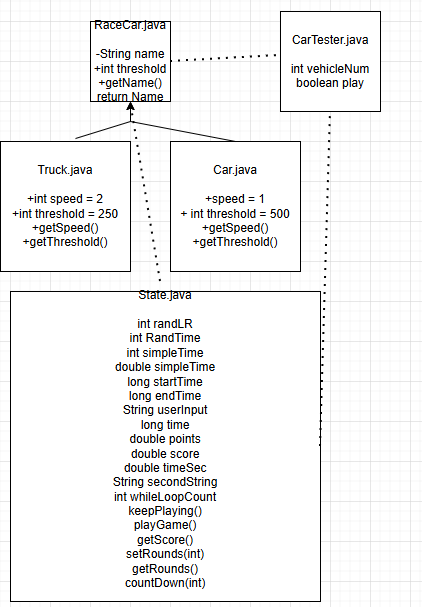 RaceCar.java
-String name
+int threshold
+getName()
return Name
CarTester.java
int vehicleNum
boolean play
Truck.java
+int speed = 2
+int threshold = 250
+getSpeed()
+getThreshold()
Car.java
+speed = 1
+ int threshold = 500
+getSpeed()
+getThreshold()
State.java
int randLR
int RandTime
int simpleTime
double simpleTime
long startTime
long endTime
String userInput
long time
double points
double score
double timeSec
String secondString
int whileLoopCount
keepPlaying()
playGame()
getScore()
setRounds(int)
getRounds()
countDown(int)